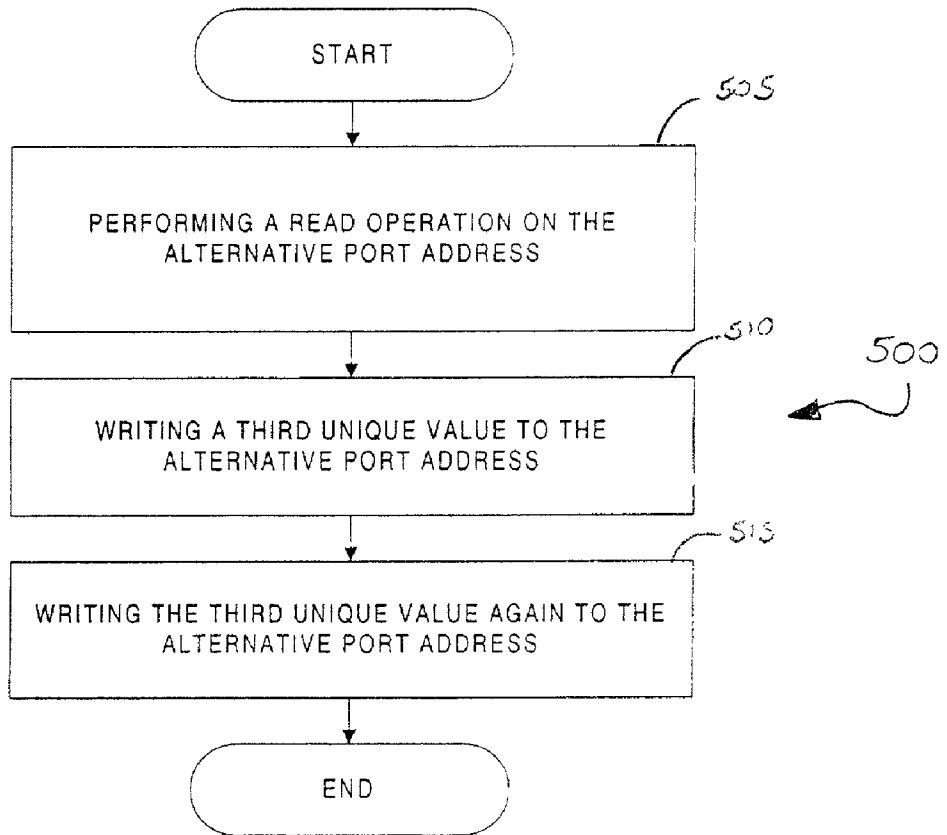 START
505
PERFORMING A READ OPERATION ON THE
ALTERNATIVE PORT ADDRESS
510
500
WRITING A THIRD UNIQUE VALUE TO THE
ALTERNATIVE PORT ADDRESS
515
WRITING THE THIRD UNIQUE VALUE AGAIN TO THE
ALTERNATIVE PORT ADDRESS
END